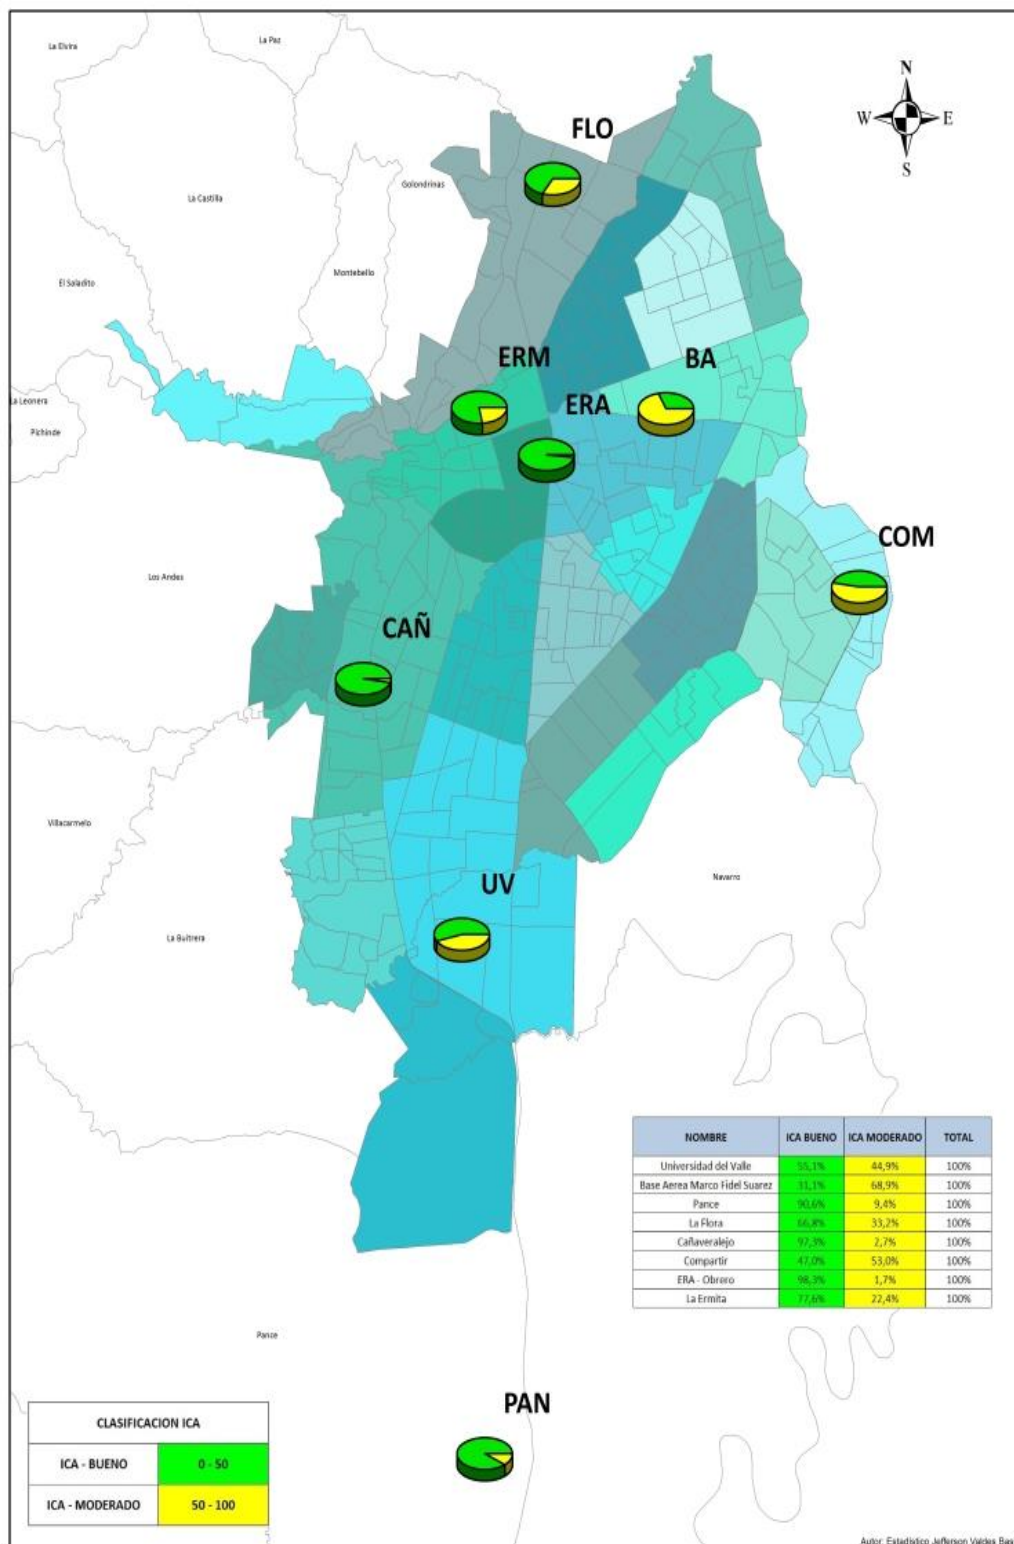 La Elvira
La Paz
N
W E
S
FLO
Golondrinas
La Castilla
Montebello
El Saladito
ERM
BA
ERA
La Leonera
Pichinde
COM
Los Andes
CAÑ
Villacarmelo
UV
Navarro
La Buitrera
NOMBRE ICA BUENO ICA MODERADO TOTAL
Universidad del Valle 55,1% 44,9% 100%
Base Aerea Marco Fidel Suarez 31,1% 68,9% 100%
Pance 90,6% 9,4% 100%
La Flora 66,8% 33,2% 100%
Cañaveralejo 97,3% 2,7% 100%
Compartir 47,0% 53,0% 100%
ERA - Obrero 98,3% 1,7% 100%
La Ermita 77,6% 22,4% 100%
Pance
PAN
CLASIFICACION ICA
ICA - BUENO 0 - 50
ICA - MODERADO 50 - 100
Autor: Estadístico Jefferson Valdes Bas